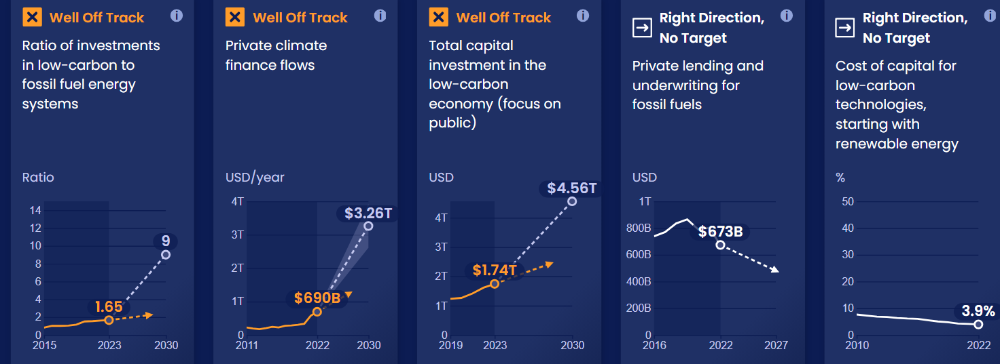 Well Off Track
Ratio of investments
in low-carbon to
fossil fuel energy
systems
Ratio
14
12
10
8
6
4
2
0
9
1.65
2015
2023
2030
Well Off Track
Private climate
finance flows
USD/year
4T
3T
2T
1T
0
$3.26T
$690B
2011
2022
2030
Well Off Track
Total capital
investment in the
low-carbon
economy (focus on
public)
USD
4T
3T
2T
1T
0
$4.56T
$1.74T
2019
2023
2030
Right Direction,
No Target
Private lending and
underwriting for
fossil fuels
USD
1T
800B
600B
400B
200B
0
$673B
2016
2022
2027
Right Direction,
No Target
Cost of capital for
low-carbon
technologies,
starting with
renewable energy
%
50
40
30
20
10
0
3.9%
2010
2022